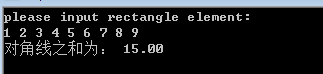 please input rectangle element:
1 2 3 4 5 6 7 8 9
对角线之和为： 15.00